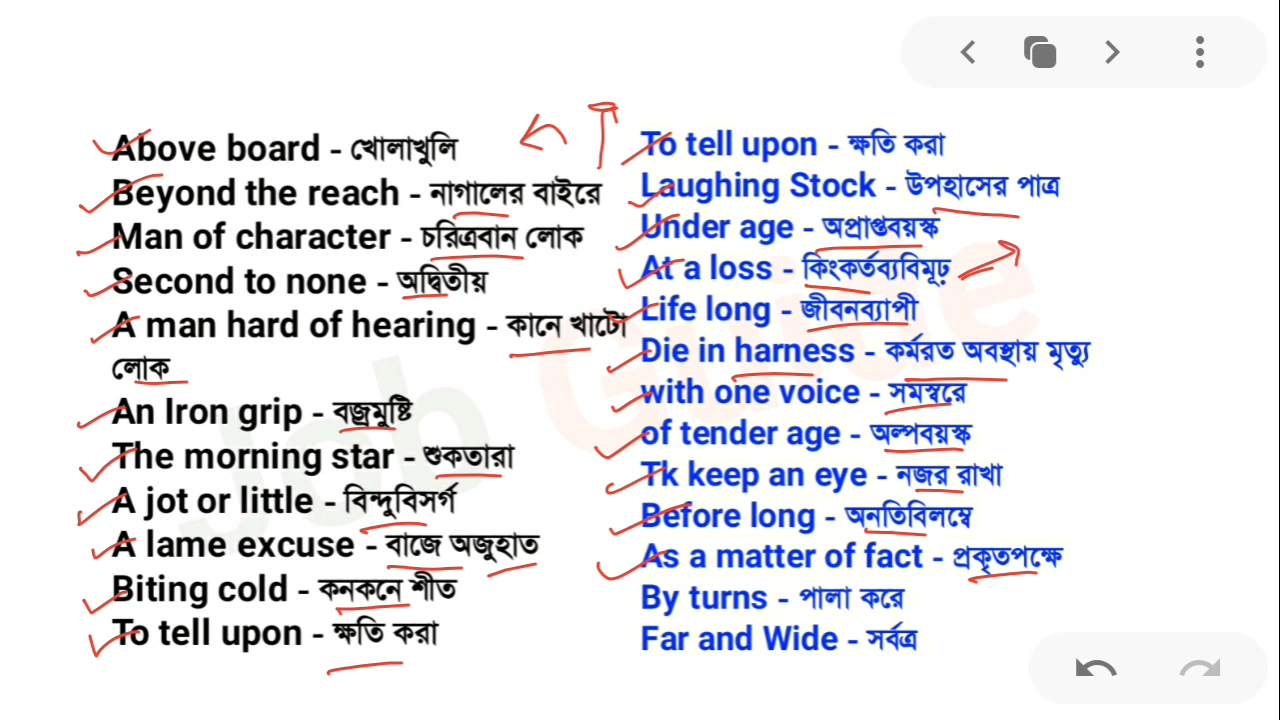 Above board - খোলাখুলি
Beyond the reach - নাগালের বাইরে
Man of character - চরিত্রবান লোক
Second to none - অদ্বিতীয়
A man hard of hearing - কানে খাটো
লোক
An Iron grip - বজ্রমুষ্টি
The morning star - শুকতারা
A jot or little - বিন্দুবিসর্গ
A lame excuse - বাজে অজুহাত
Biting cold - কনকনে শীত
To tell upon - ক্ষতি করা
To tell upon - ক্ষতি করা
Laughing Stock - উপহাসের পাত্র
Under age - অপ্রাপ্তবয়স্ক
At a loss - কিংকর্তব্যবিমূঢ়
Life long - জীবনব্যাপী
Die in harness - কর্মরত অবস্থায় মৃত্যু
with one voice - সমস্বরে
of tender age - অল্পবয়স্ক
Tk keep an eye - নজর রাখা
Before long - অনতিবিলম্বে
As a matter of fact - প্রকৃতপক্ষে
By turns - পালা করে
Far and Wide - সর্বত্র
Job Guide